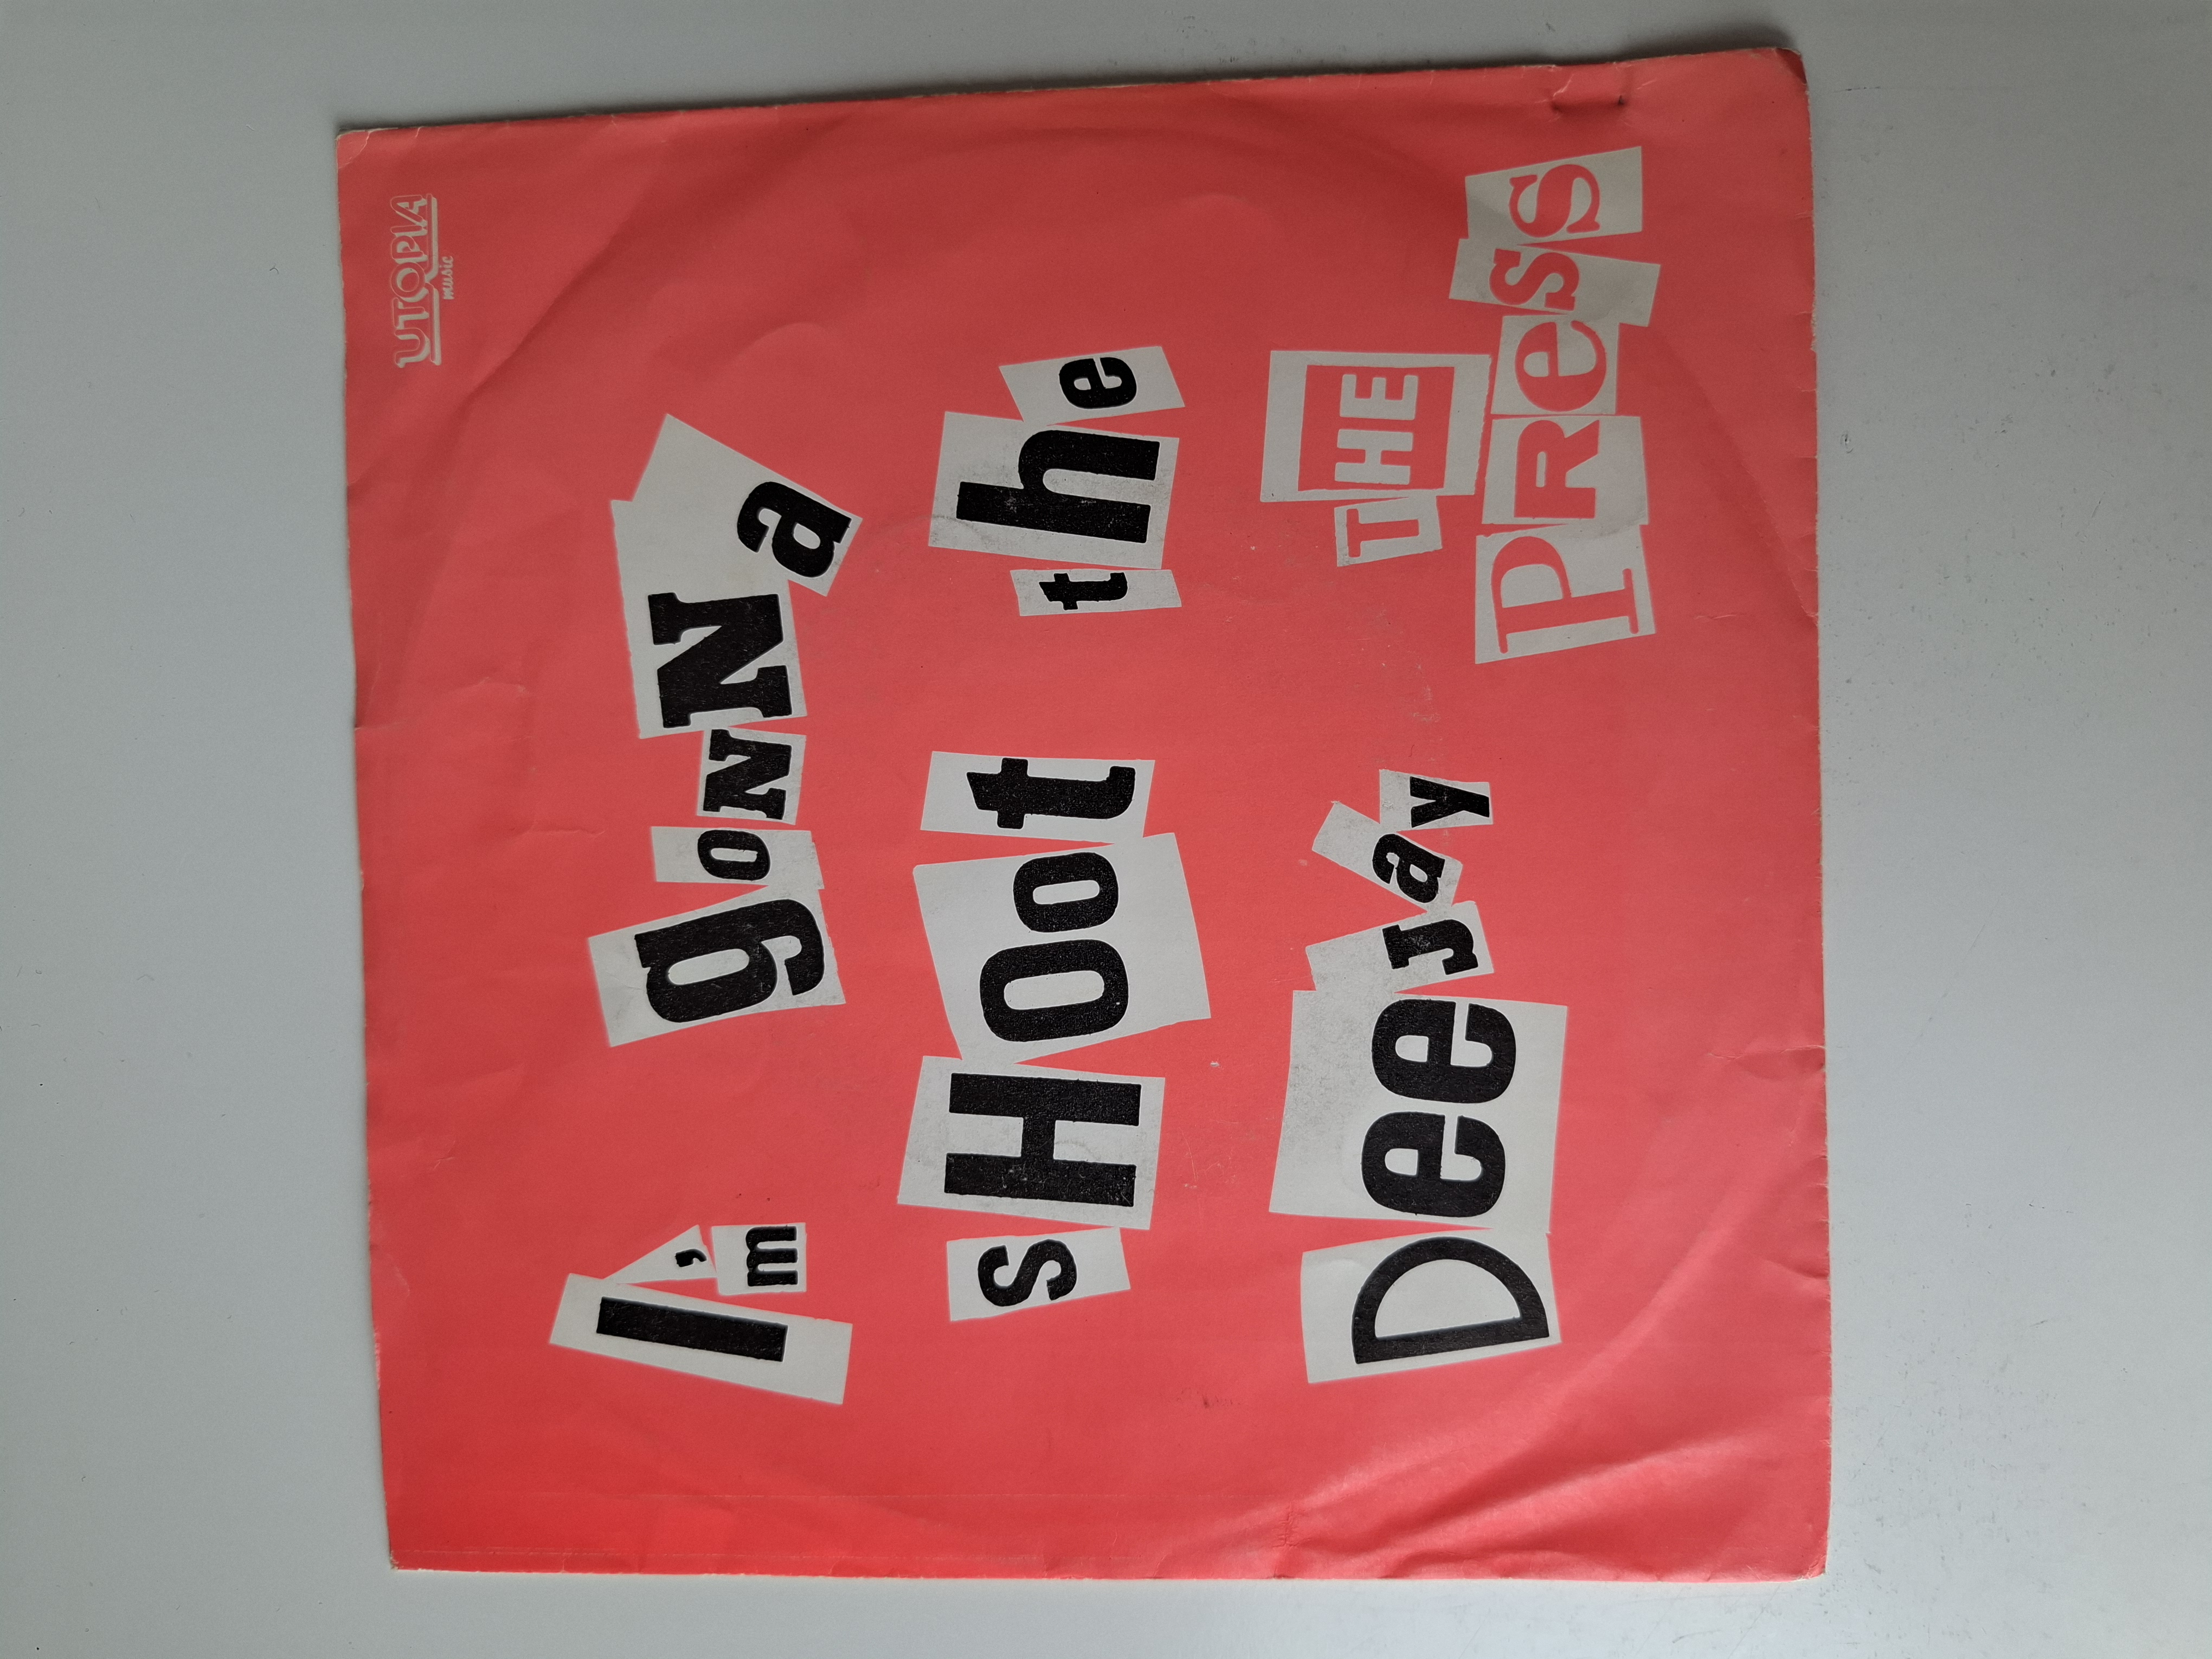 UTOPIA
music
I'm goNNa
sHOot the
DeeJay
THE
PRess